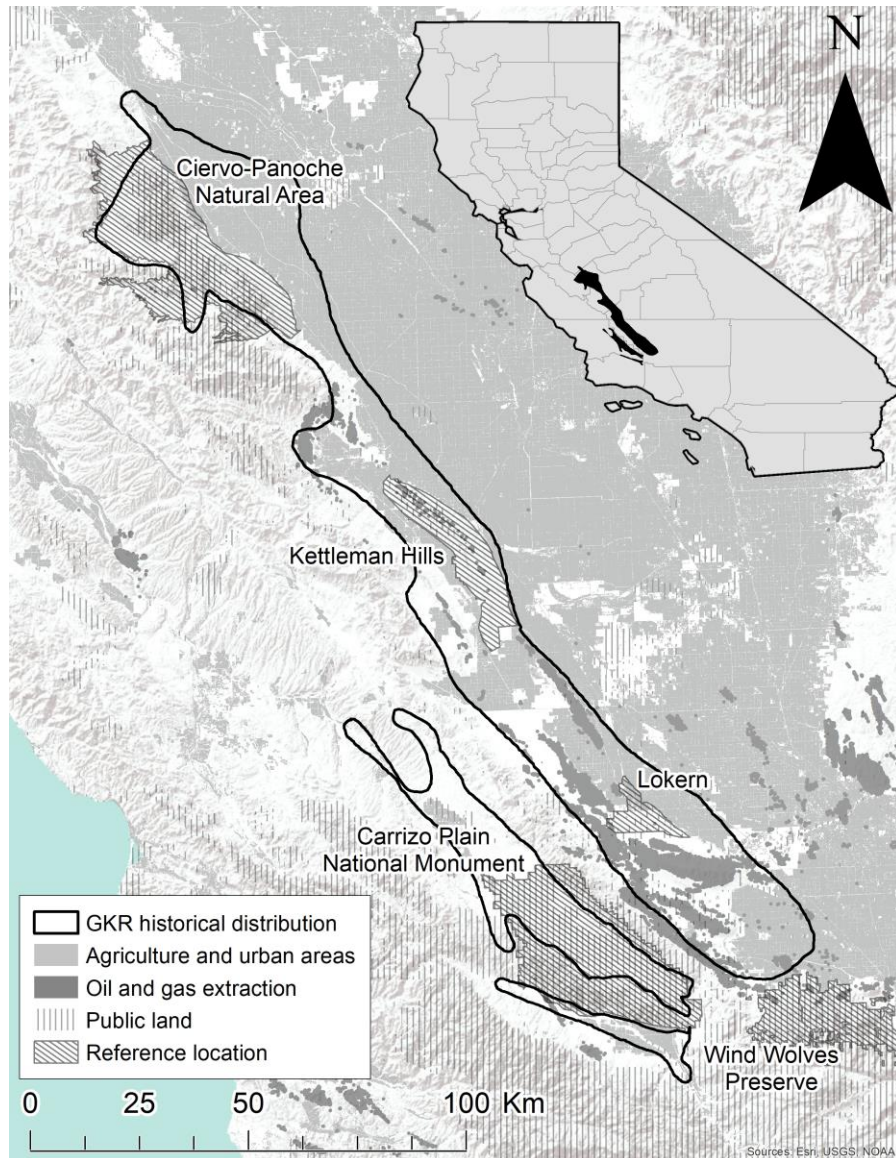 N
Ciervo-Panoche
Natural Area
Kettleman Hills
Lokern
Carrizo Plain
National Monument
Wind Wolves
Preserve
GKR historical distribution
Agriculture and urban areas
Oil and gas extraction
Public land
Reference location
0 25 50 100 Km
Sources: Esri, USGS, NOAA